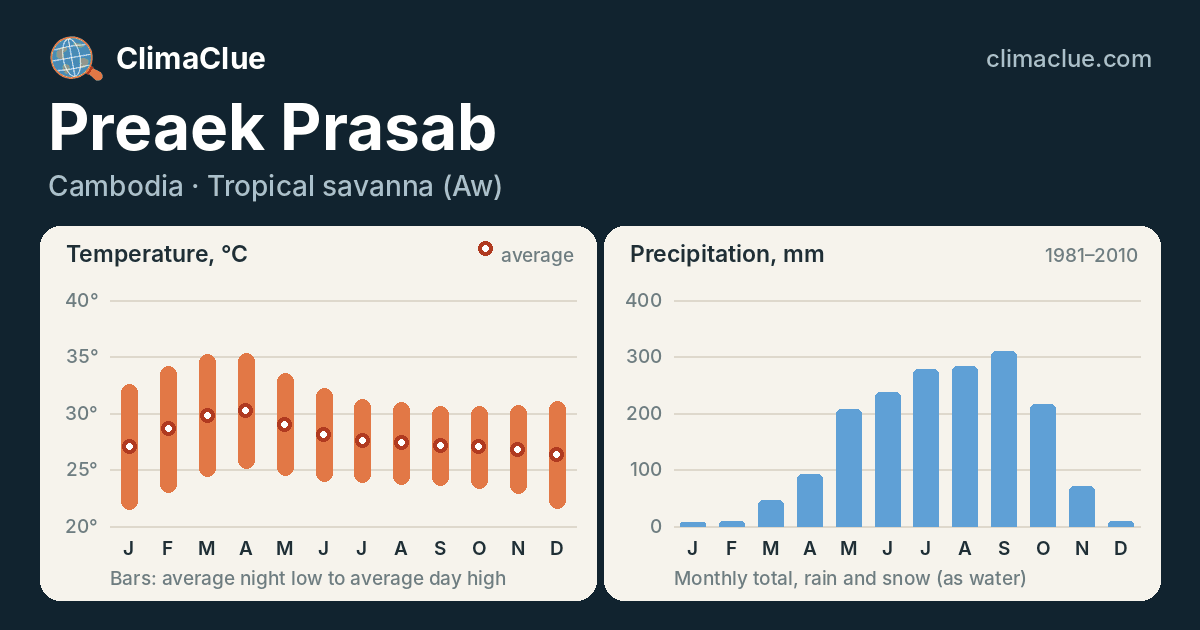 ClimaClue
climaclue.com
Preaek Prasab
Cambodia · Tropical savanna (Aw)
Temperature, °C
average
40°
35°
30°
25°
20°
J F M A M J J A S O N D
Bars: average night low to average day high
Precipitation, mm
1981–2010
400
300
200
100
0
J F M A M J J A S O N D
Monthly total, rain and snow (as water)